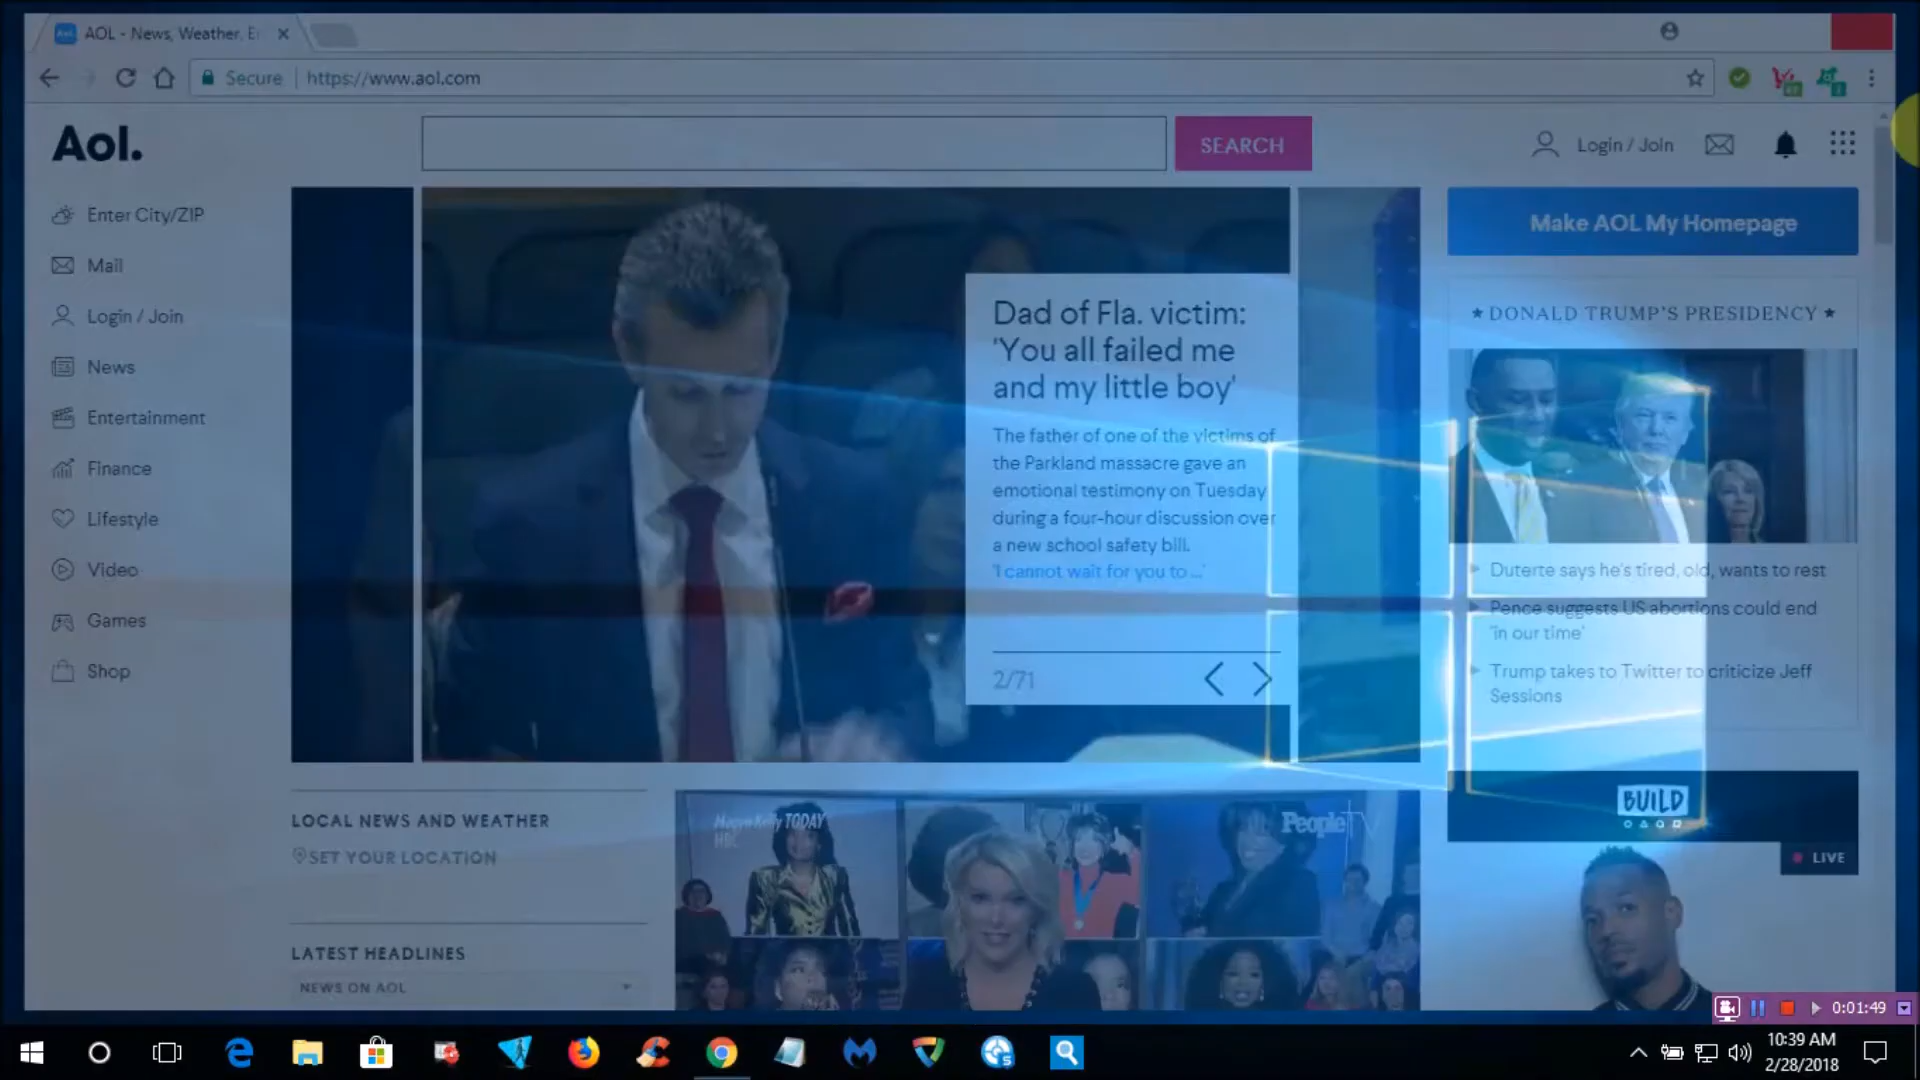 AOL - News, Weather, E
Secure
https://www.aol.com
Aol.
SEARCH
Login / Join
Enter City/ZIP
Mail
Login / Join
News
Entertainment
Finance
Lifestyle
Video
Games
Shop
Dad of Fla. victim:
'You all failed me
and my little boy'
The father of one of the victims of
the Parkland massacre gave an
emotional testimony on Tuesday
during a four-hour discussion over
a new school safety bill.
'I cannot wait for you to ...'
2/71
Make AOL My Homepage
★ DONALD TRUMP'S PRESIDENCY ★
Duterte says he's tired, old, wants to rest
Pence suggests US abortions could end
'in our time'
Trump takes to Twitter to criticize Jeff
Sessions
BUILD
LIVE
LOCAL NEWS AND WEATHER
SET YOUR LOCATION
LATEST HEADLINES
NEWS ON AOL
Megyn Kelly TODAY
NBC
PeopleTV
0:01:49
10:39 AM
2/28/2018